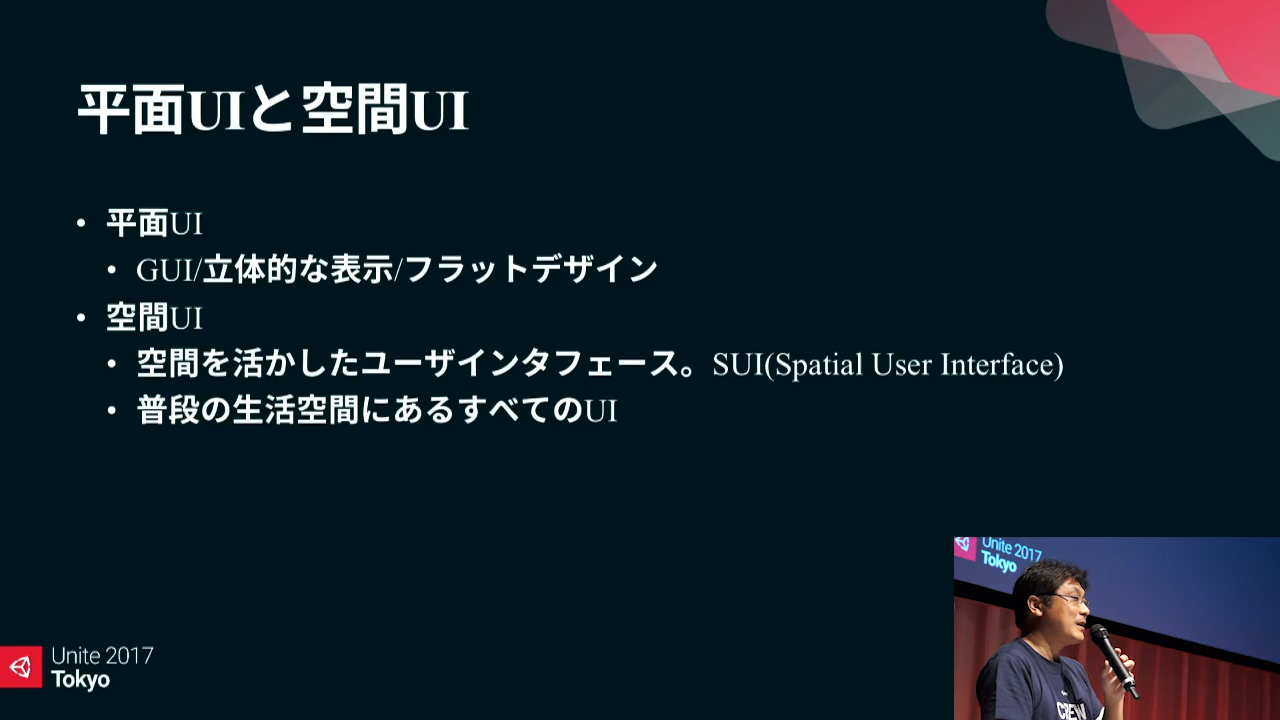 平面UIと空間UI
• 平面UI
• GUI/立体的な表示/フラットデザイン
• 空間UI
• 空間を活かしたユーザインタフェース。SUI(Spatial User Interface)
• 普段の生活空間にあるすべてのUI
Unite 2017
Tokyo
CREW
Unite 2017
Tokyo